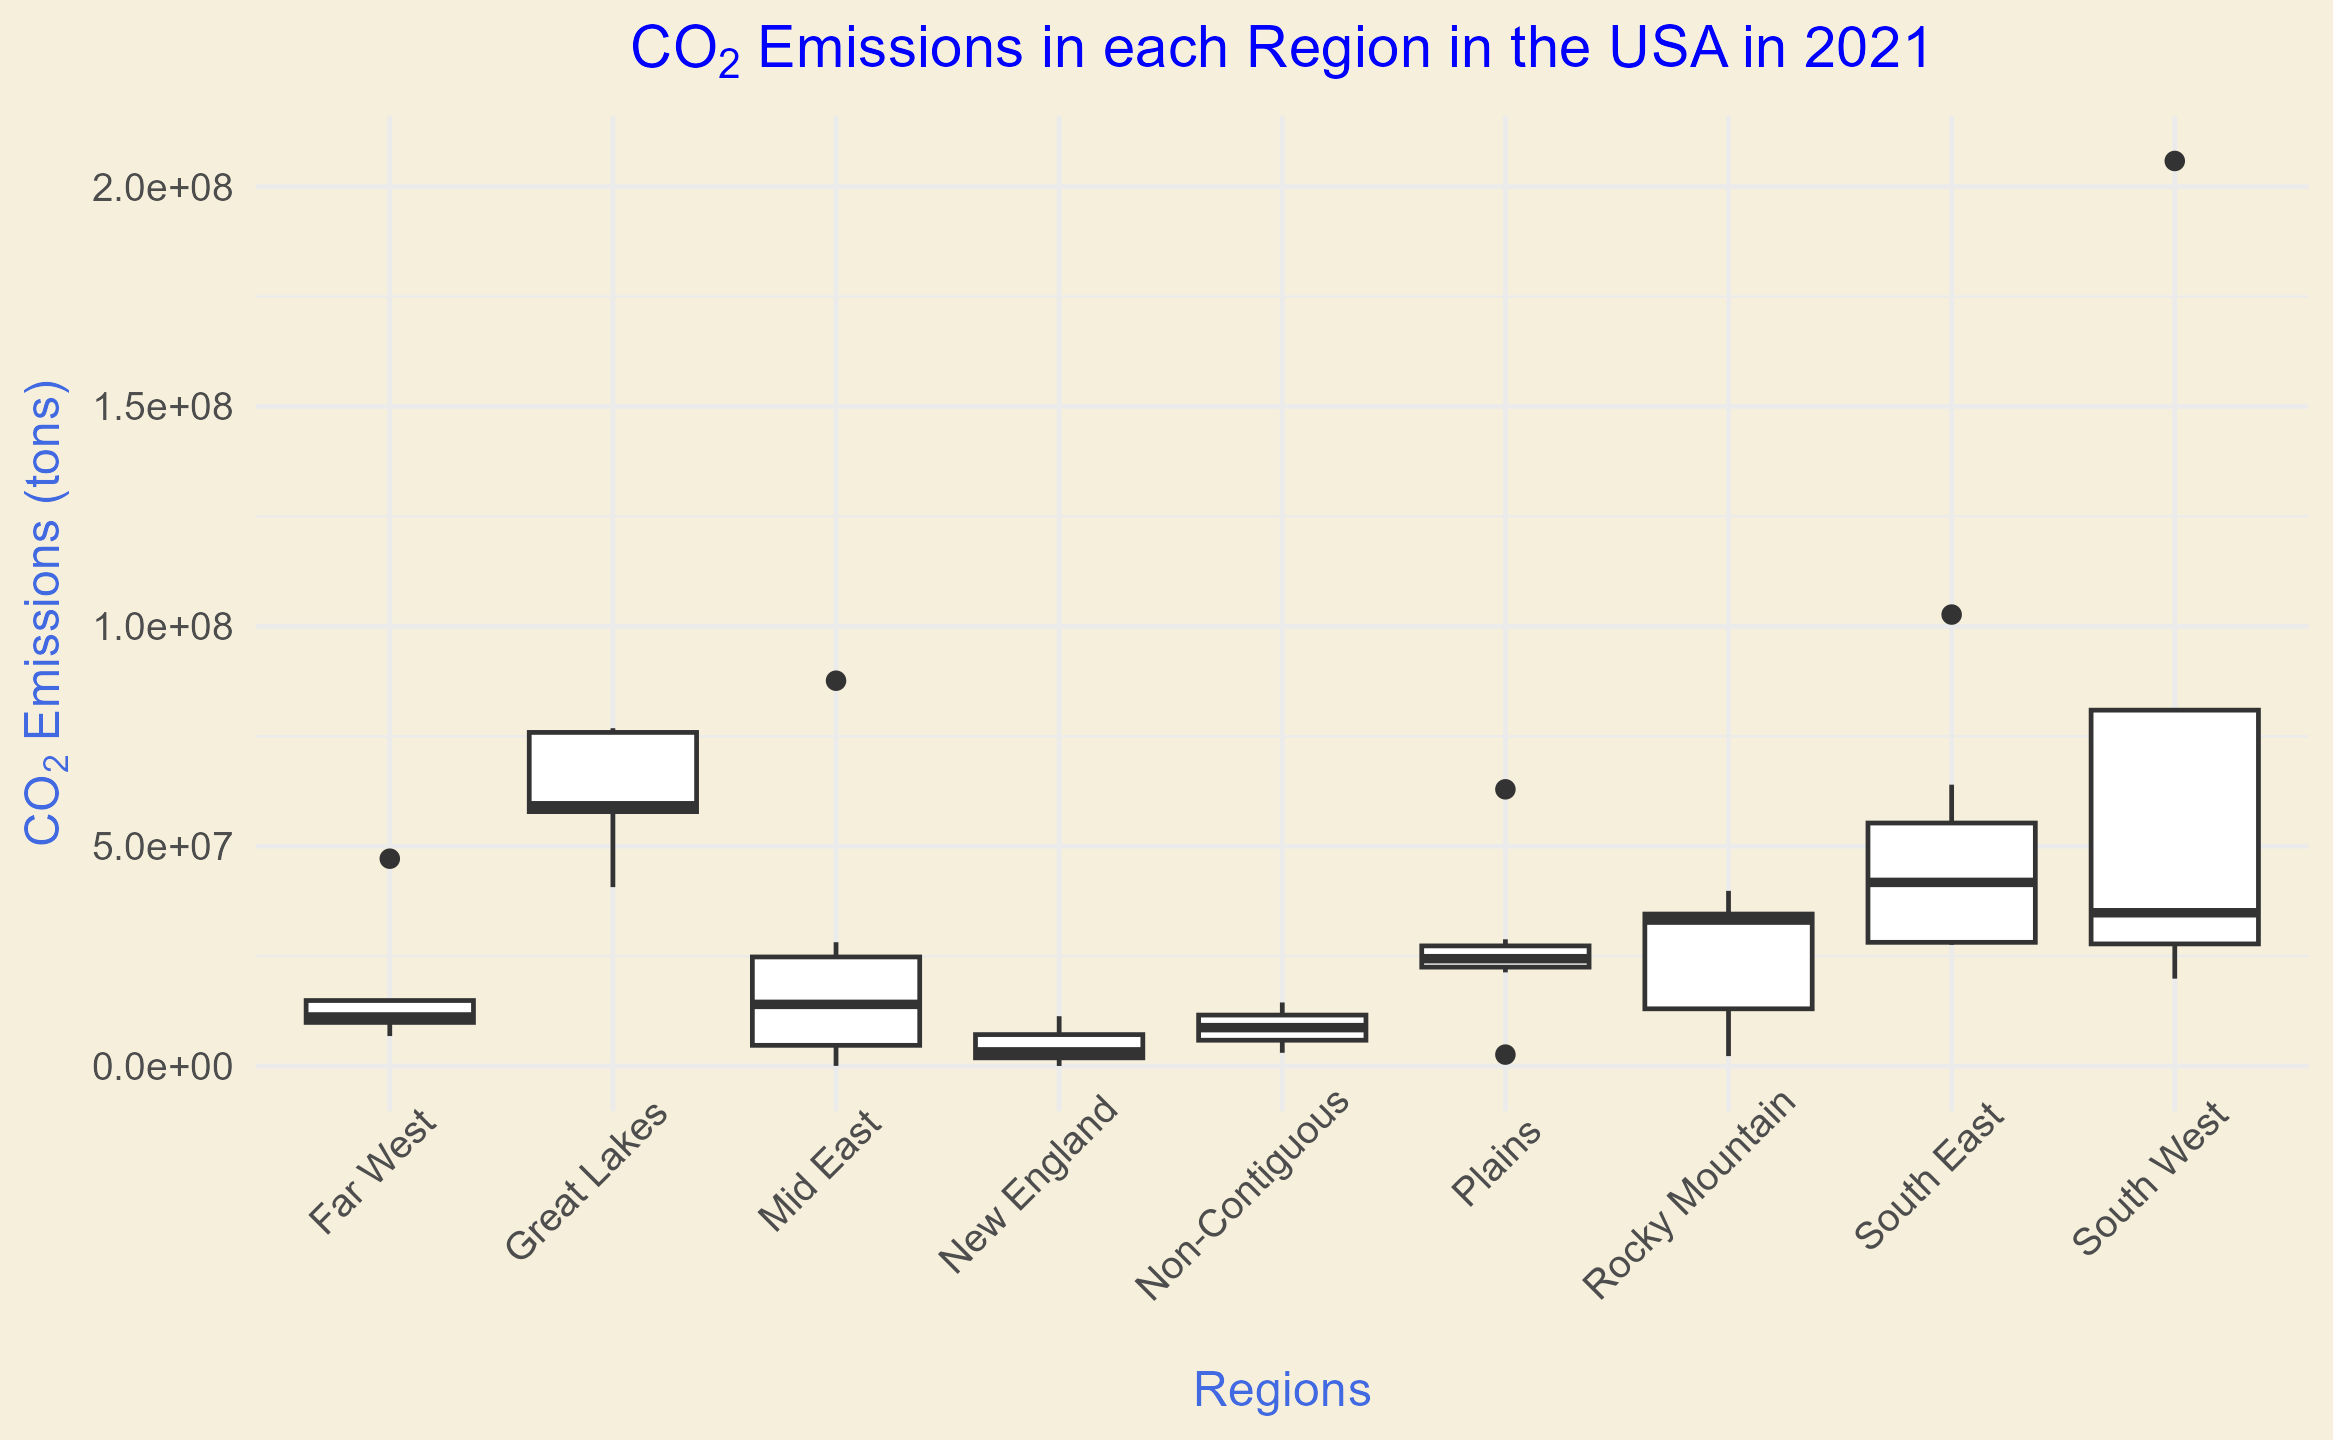 CO₂ Emissions in each Region in the USA in 2021
CO₂ Emissions (tons)
2.0e+08
1.5e+08
1.0e+08
5.0e+07
0.0e+00
Far West
Great Lakes
Mid East
New England
Non-Contiguous
Plains
Rocky Mountain
South East
South West
Regions